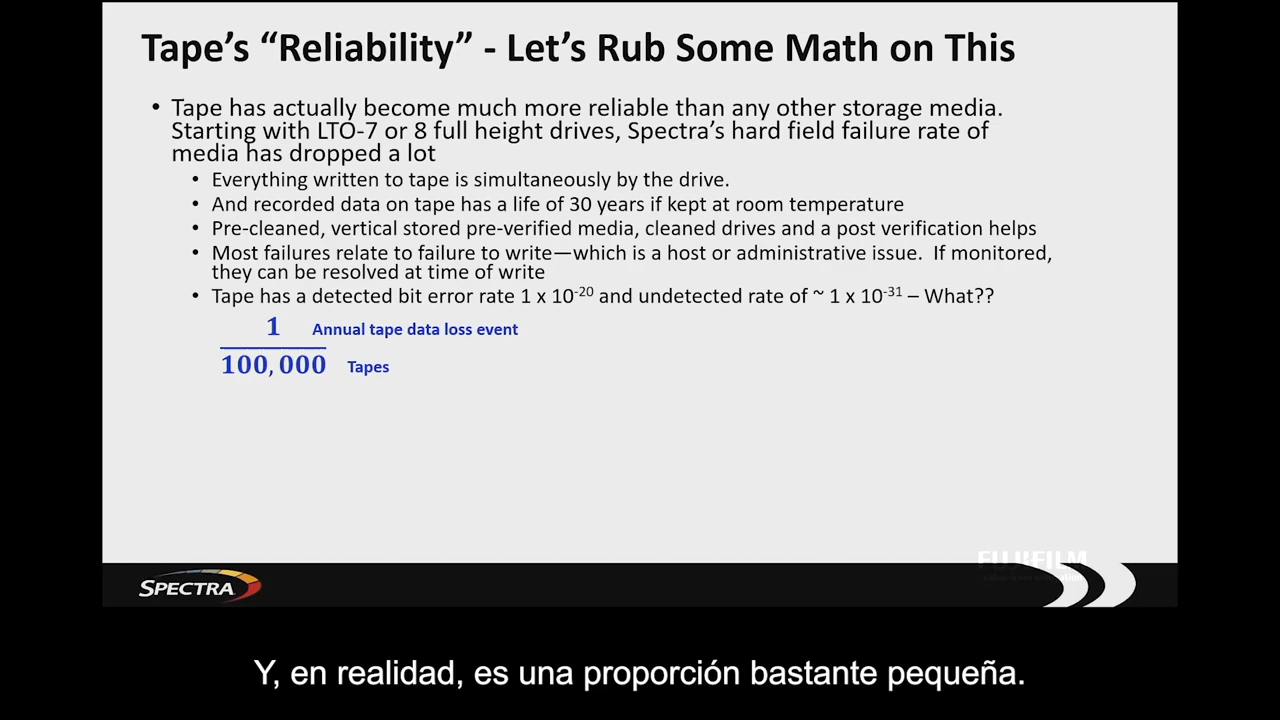 Tape’s “Reliability” - Let’s Rub Some Math on This
• Tape has actually become much more reliable than any other storage media.
Starting with LTO-7 or 8 full height drives, Spectra’s hard field failure rate of
media has dropped a lot
• Everything written to tape is simultaneously by the drive.
• And recorded data on tape has a life of 30 years if kept at room temperature
• Pre-cleaned, vertical stored pre-verified media, cleaned drives and a post verification helps
• Most failures relate to failure to write—which is a host or administrative issue.  If monitored,
they can be resolved at time of write
• Tape has a detected bit error rate 1 x 10⁻²⁰ and undetected rate of ~ 1 x 10⁻³¹ – What??
1 Annual tape data loss event
100,000 Tapes
FUJIFILM
SPECTRA
Y, en realidad, es una proporción bastante pequeña.